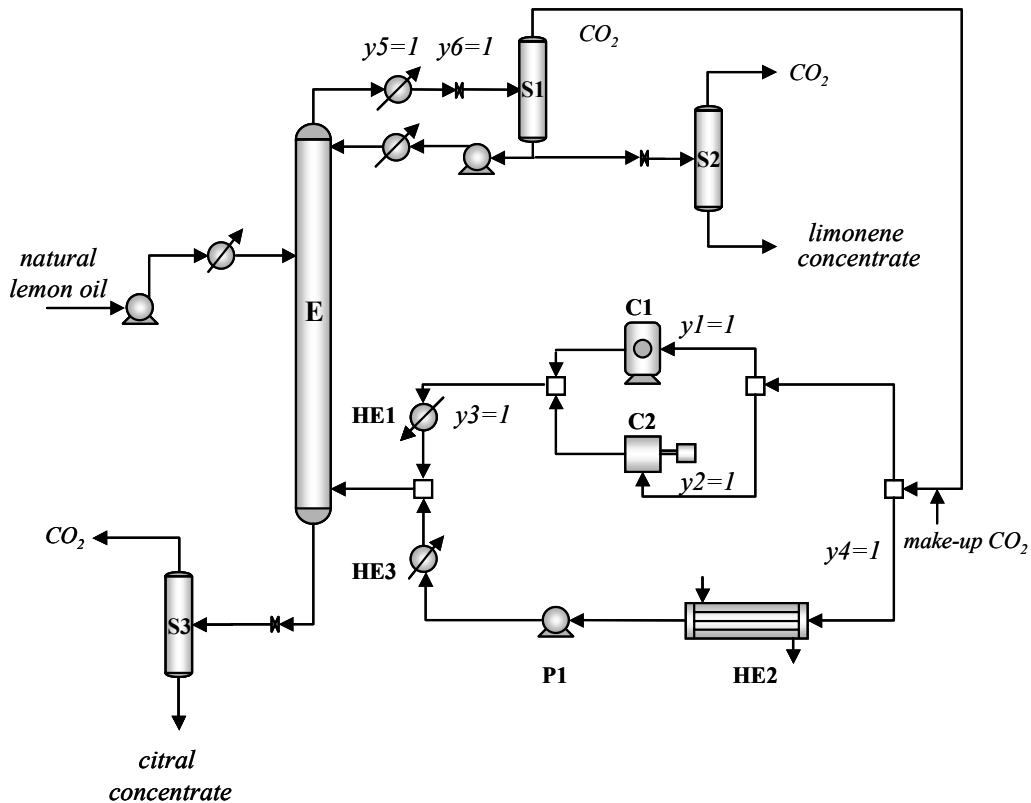 CO2
y5=1 y6=1
S1
CO2
S2
limonene
concentrate
natural
lemon oil
E
C1
y1=1
HE1
y3=1
C2
y2=1
make-up CO2
y4=1
CO2
HE3
S3
P1
HE2
citral
concentrate